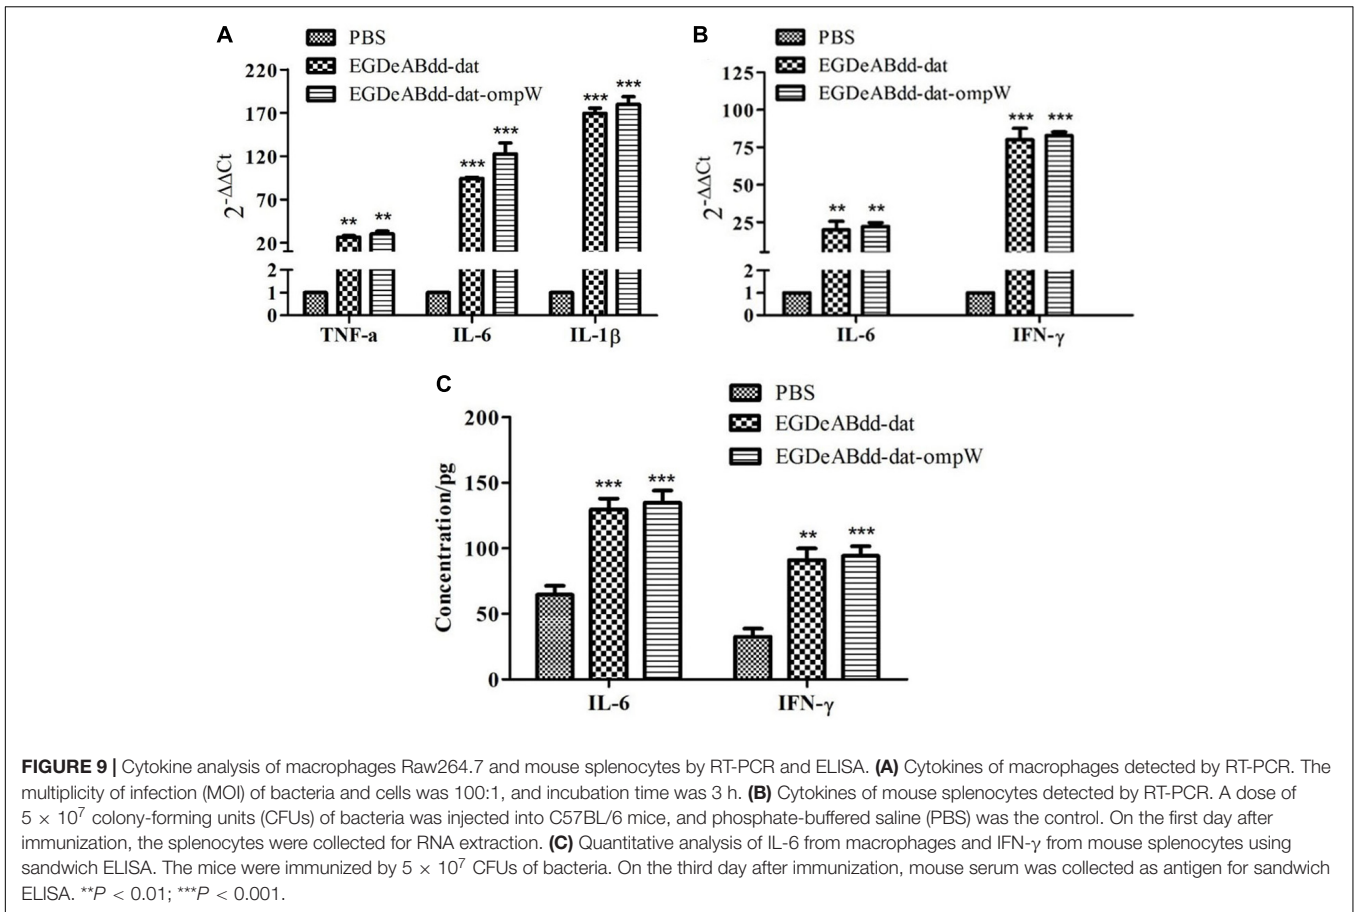 A
PBS
EGDeABdd-dat
EGDeABdd-dat-ompW
220
170
120
70
20
2
1
0
2^-ΔΔCt
** ** *** *** *** ***
TNF-a IL-6 IL-1β
B
PBS
EGDeABdd-dat
EGDeABdd-dat-ompW
125
100
75
50
25
2
1
0
2^-ΔΔCt
** ** *** ***
IL-6 IFN-γ
C
PBS
EGDeABdd-dat
EGDeABdd-dat-ompW
200
150
100
50
0
Concentration/pg
*** *** ** ***
IL-6 IFN-γ
FIGURE 9 | Cytokine analysis of macrophages Raw264.7 and mouse splenocytes by RT-PCR and ELISA. (A) Cytokines of macrophages detected by RT-PCR. The
multiplicity of infection (MOI) of bacteria and cells was 100:1, and incubation time was 3 h. (B) Cytokines of mouse splenocytes detected by RT-PCR. A dose of
5 × 10⁷ colony-forming units (CFUs) of bacteria was injected into C57BL/6 mice, and phosphate-buffered saline (PBS) was the control. On the first day after
immunization, the splenocytes were collected for RNA extraction. (C) Quantitative analysis of IL-6 from macrophages and IFN-γ from mouse splenocytes using
sandwich ELISA. The mice were immunized by 5 × 10⁷ CFUs of bacteria. On the third day after immunization, mouse serum was collected as antigen for sandwich
ELISA. **P < 0.01; ***P < 0.001.